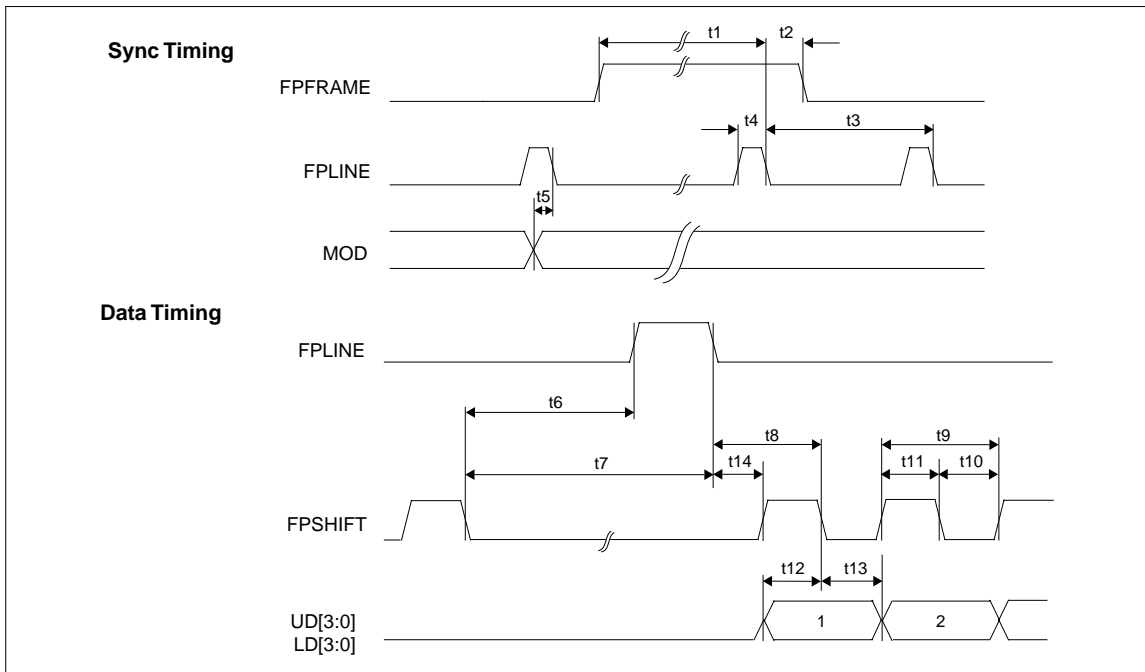 Sync Timing
t1
t2
FPFRAME
t4
t3
FPLINE
t5
MOD
Data Timing
FPLINE
t6
t8
t9
t7
t14
t11
t10
FPSHIFT
t12
t13
UD[3:0]
LD[3:0]
1
2